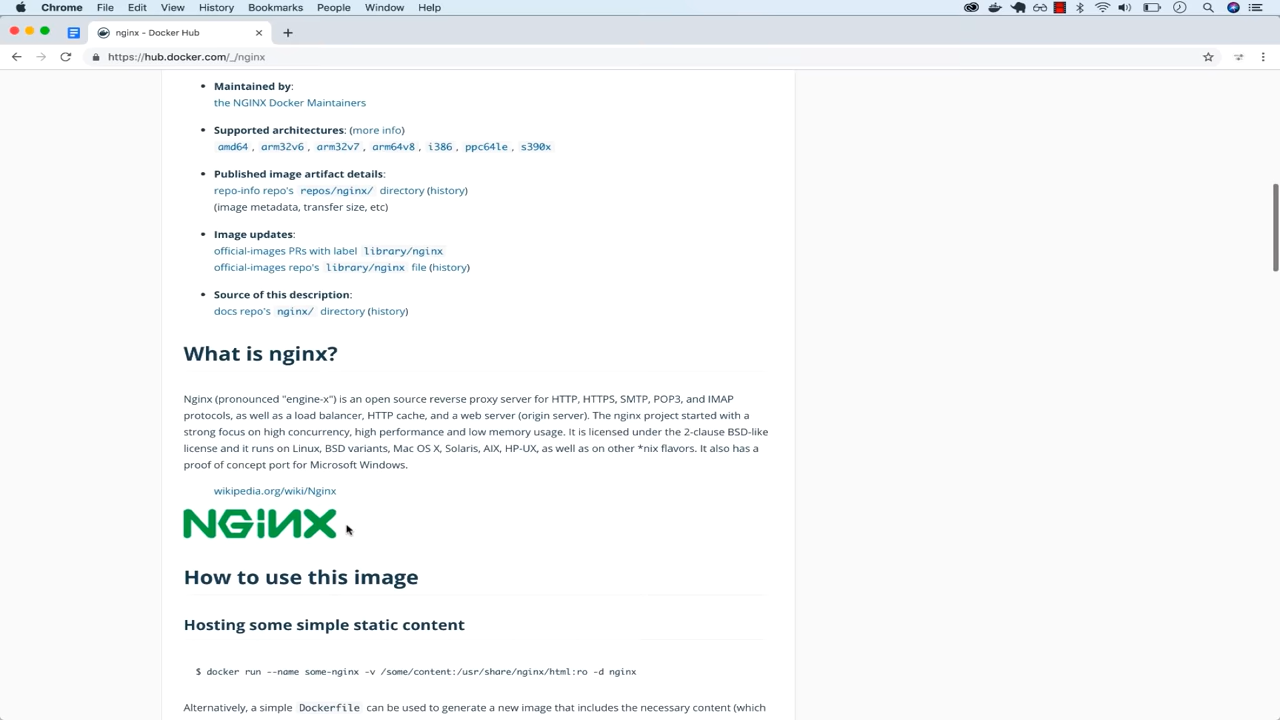 Chrome File Edit View History Bookmarks People Window Help
nginx - Docker Hub
https://hub.docker.com/_/nginx
• Maintained by:
the NGINX Docker Maintainers
• Supported architectures: (more info)
amd64 , arm32v6 , arm32v7 , arm64v8 , i386 , ppc64le , s390x
• Published image artifact details:
repo-info repo's repos/nginx/ directory (history)
(image metadata, transfer size, etc)
• Image updates:
official-images PRs with label library/nginx
official-images repo's library/nginx file (history)
• Source of this description:
docs repo's nginx/ directory (history)
What is nginx?
Nginx (pronounced "engine-x") is an open source reverse proxy server for HTTP, HTTPS, SMTP, POP3, and IMAP
protocols, as well as a load balancer, HTTP cache, and a web server (origin server). The nginx project started with a
strong focus on high concurrency, high performance and low memory usage. It is licensed under the 2-clause BSD-like
license and it runs on Linux, BSD variants, Mac OS X, Solaris, AIX, HP-UX, as well as on other *nix flavors. It also has a
proof of concept port for Microsoft Windows.
wikipedia.org/wiki/Nginx
NGiNX
How to use this image
Hosting some simple static content
$ docker run --name some-nginx -v /some/content:/usr/share/nginx/html:ro -d nginx
Alternatively, a simple Dockerfile can be used to generate a new image that includes the necessary content (which